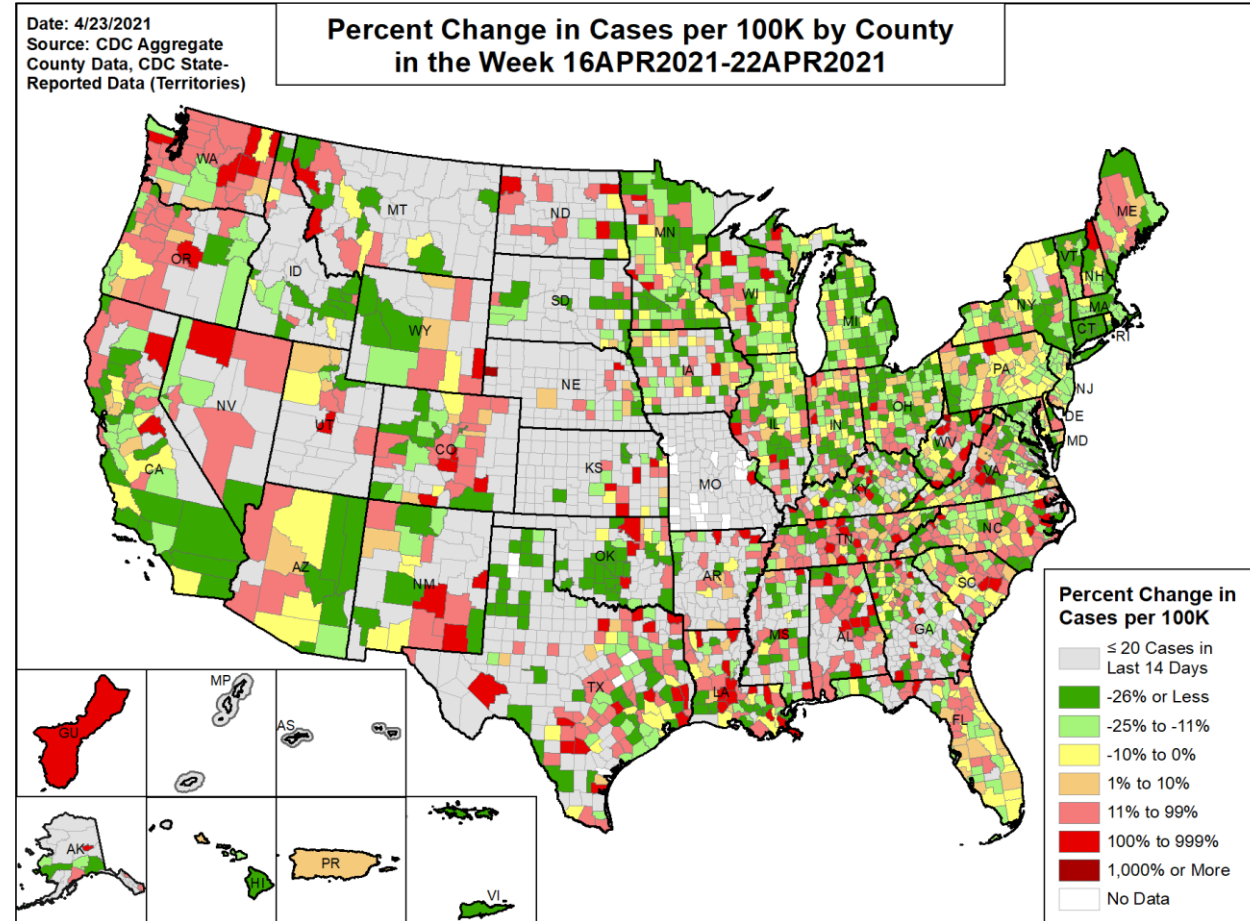 Date: 4/23/2021
Source: CDC Aggregate
County Data, CDC State-
Reported Data (Territories)
Percent Change in Cases per 100K by County
in the Week 16APR2021-22APR2021
WA
MT
ND
MN
ME
OR
ID
SD
WI
VT
NH
NY
MA
WY
MI
CT
RI
IA
PA
NE
NJ
NV
OH
UT
IL
IN
DE
CO
WV
MD
CA
KS
MO
VA
KY
NC
TN
AZ
OK
NM
AR
SC
MS
AL
GA
TX
LA
FL
MP
AS
GU
AK
HI
PR
VI
Percent Change in
Cases per 100K
≤ 20 Cases in
Last 14 Days
-26% or Less
-25% to -11%
-10% to 0%
1% to 10%
11% to 99%
100% to 999%
1,000% or More
No Data